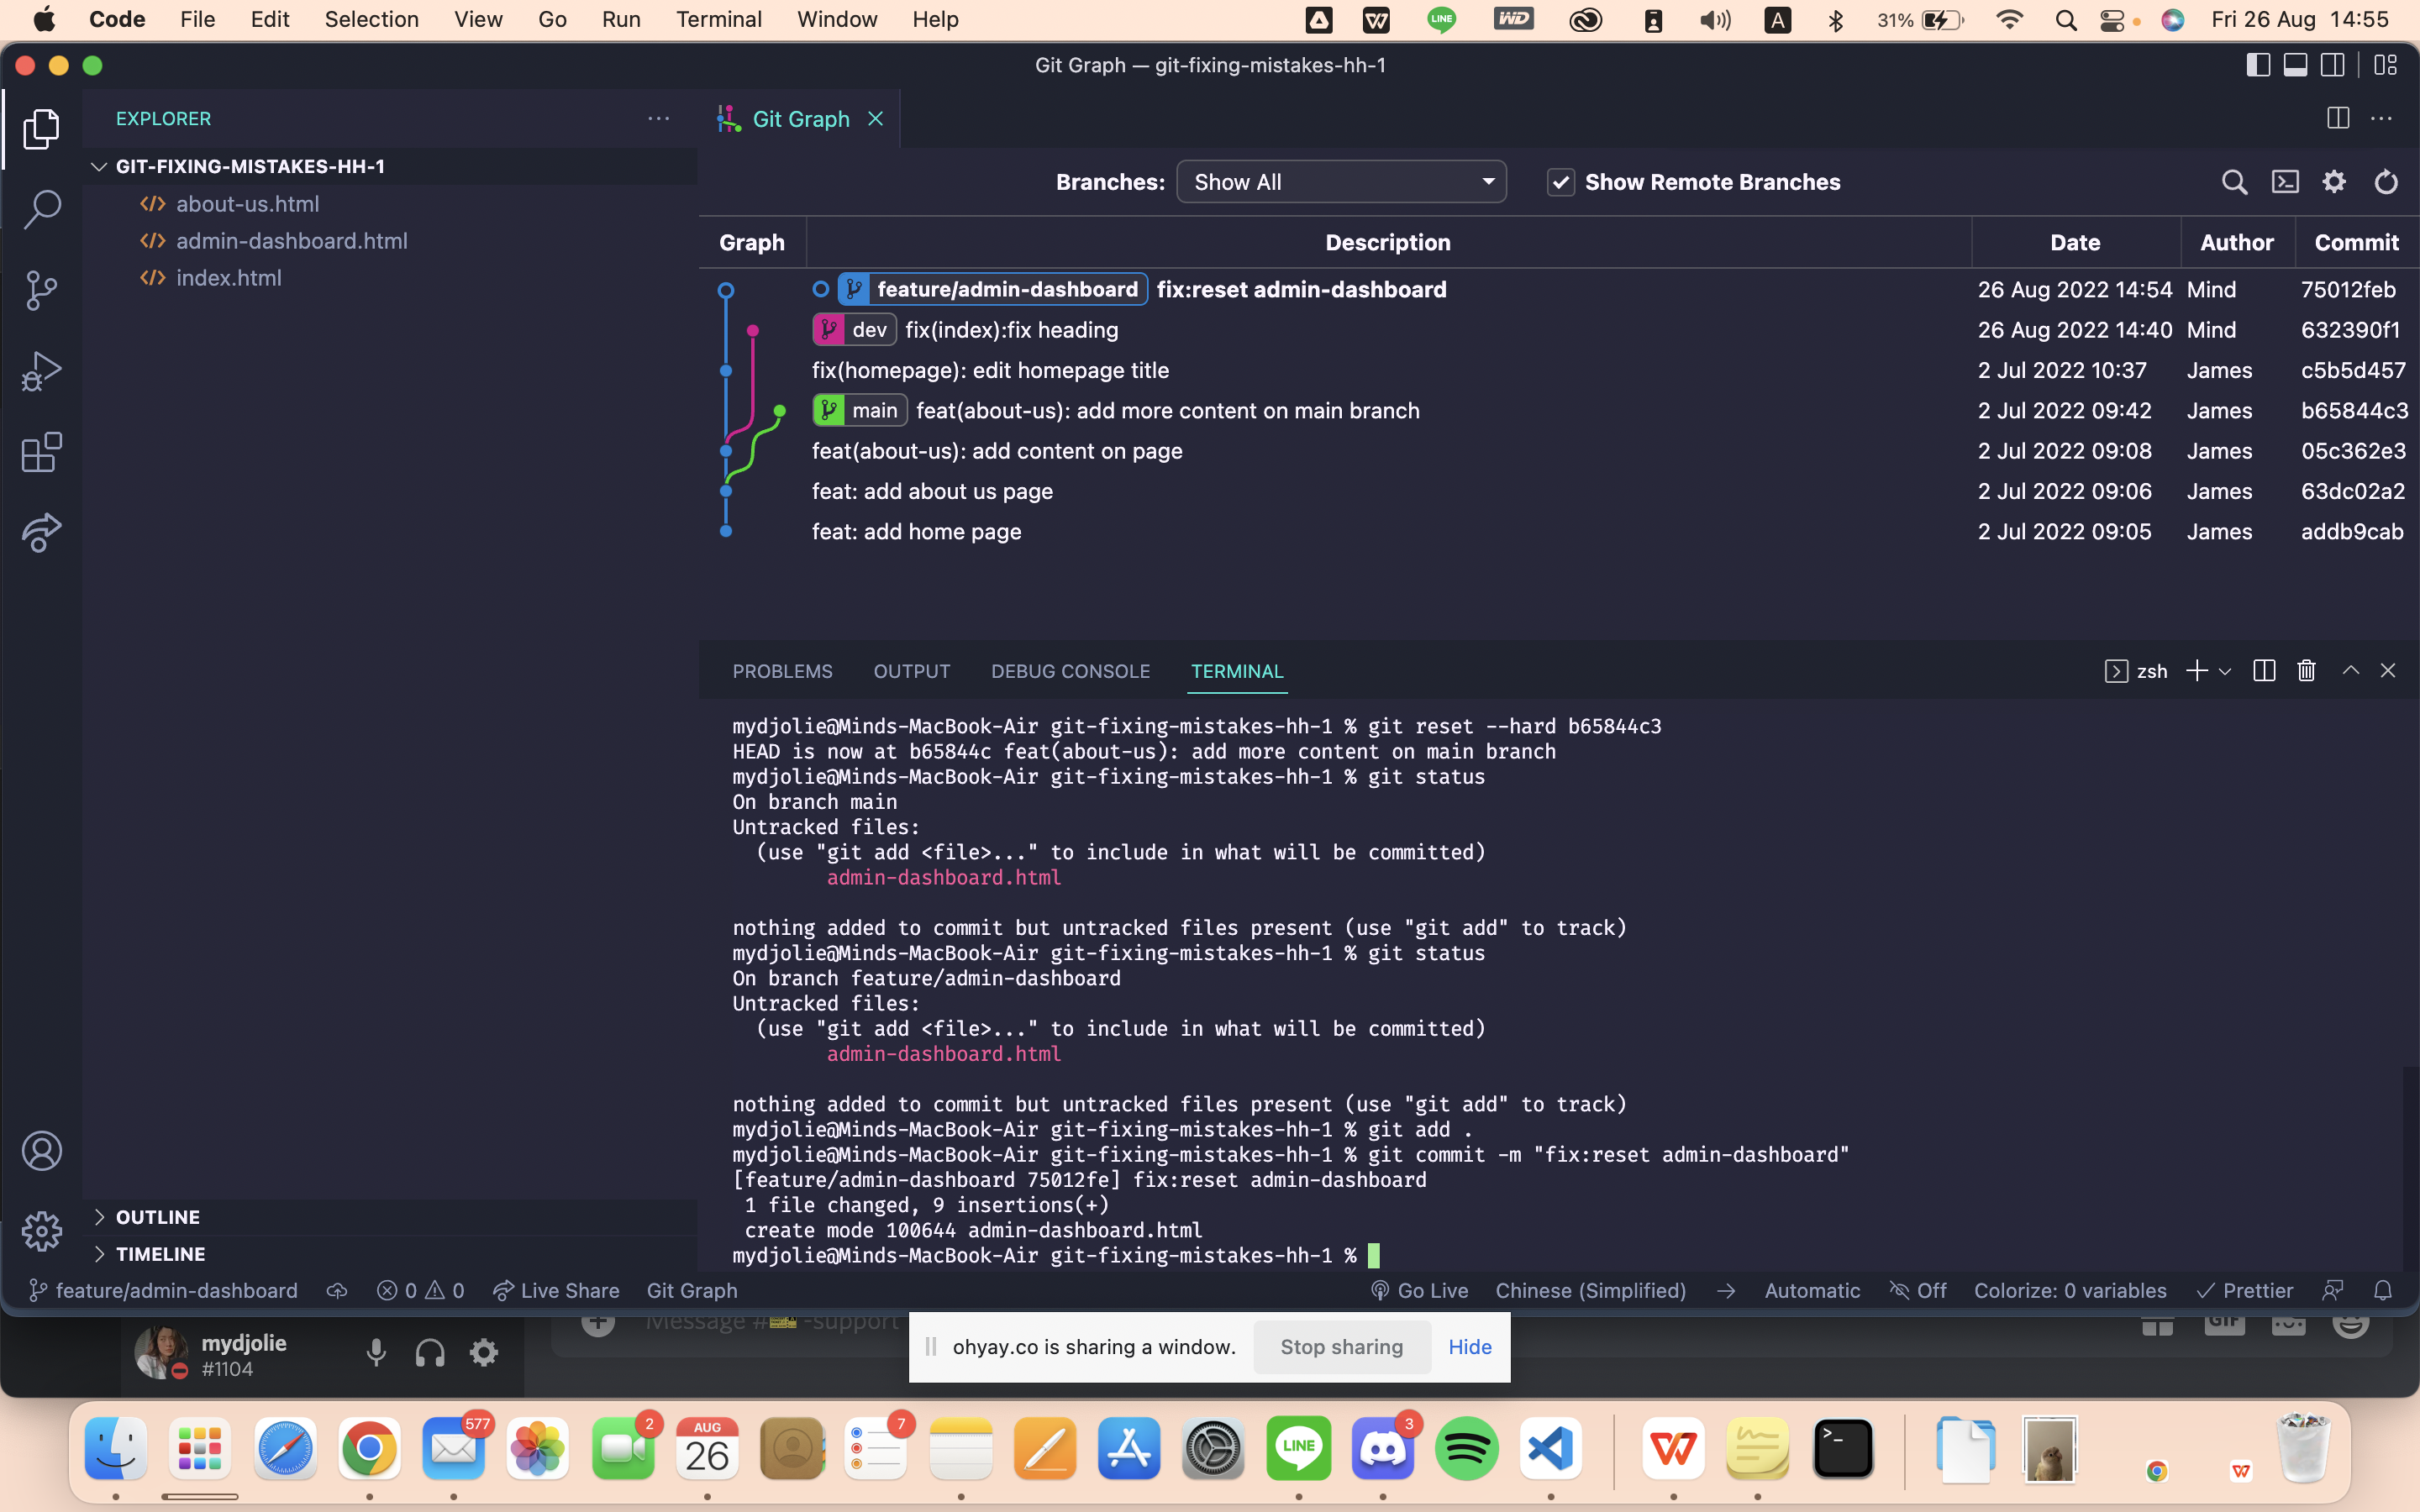 Code File Edit Selection View Go Run Terminal Window Help LINE WD A 31% Fri 26 Aug 14:55
Git Graph — git-fixing-mistakes-hh-1
EXPLORER
Git Graph
GIT-FIXING-MISTAKES-HH-1
about-us.html
admin-dashboard.html
index.html
Branches: Show All Show Remote Branches
Graph Description Date Author Commit
feature/admin-dashboard fix:reset admin-dashboard 26 Aug 2022 14:54 Mind 75012feb
dev fix(index):fix heading 26 Aug 2022 14:40 Mind 632390f1
fix(homepage): edit homepage title 2 Jul 2022 10:37 James c5b5d457
main feat(about-us): add more content on main branch 2 Jul 2022 09:42 James b65844c3
feat(about-us): add content on page 2 Jul 2022 09:08 James 05c362e3
feat: add about us page 2 Jul 2022 09:06 James 63dc02a2
feat: add home page 2 Jul 2022 09:05 James addb9cab
PROBLEMS OUTPUT DEBUG CONSOLE TERMINAL zsh
mydjolie@Minds-MacBook-Air git-fixing-mistakes-hh-1 % git reset --hard b65844c3
HEAD is now at b65844c feat(about-us): add more content on main branch
mydjolie@Minds-MacBook-Air git-fixing-mistakes-hh-1 % git status
On branch main
Untracked files:
(use "git add <file>..." to include in what will be committed)
admin-dashboard.html
nothing added to commit but untracked files present (use "git add" to track)
mydjolie@Minds-MacBook-Air git-fixing-mistakes-hh-1 % git status
On branch feature/admin-dashboard
Untracked files:
(use "git add <file>..." to include in what will be committed)
admin-dashboard.html
nothing added to commit but untracked files present (use "git add" to track)
mydjolie@Minds-MacBook-Air git-fixing-mistakes-hh-1 % git add .
mydjolie@Minds-MacBook-Air git-fixing-mistakes-hh-1 % git commit -m "fix:reset admin-dashboard"
[feature/admin-dashboard 75012fe] fix:reset admin-dashboard
1 file changed, 9 insertions(+)
create mode 100644 admin-dashboard.html
mydjolie@Minds-MacBook-Air git-fixing-mistakes-hh-1 %
OUTLINE
TIMELINE
feature/admin-dashboard 0 0 Live Share Git Graph Go Live Chinese (Simplified) Automatic Off Colorize: 0 variables Prettier
Message # -support GIF
mydjolie
#1104
ohyay.co is sharing a window. Stop sharing Hide
577 2 AUG 26 7 LINE 3